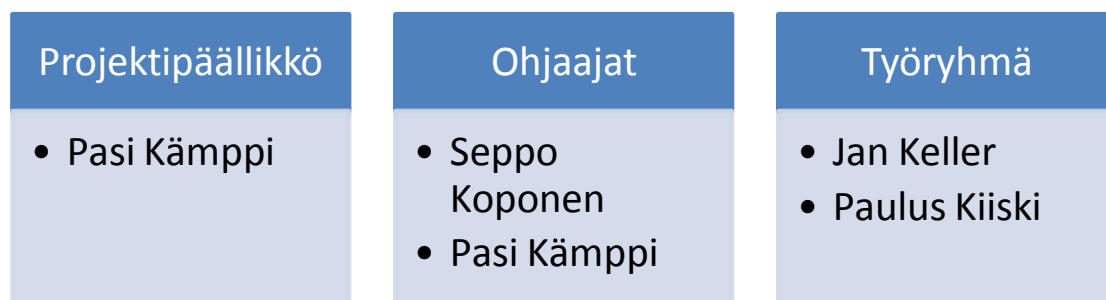 Projektipäällikkö
• Pasi Kämppi
Ohjaajat
• Seppo
Koponen
• Pasi Kämppi
Työryhmä
• Jan Keller
• Paulus Kiiski